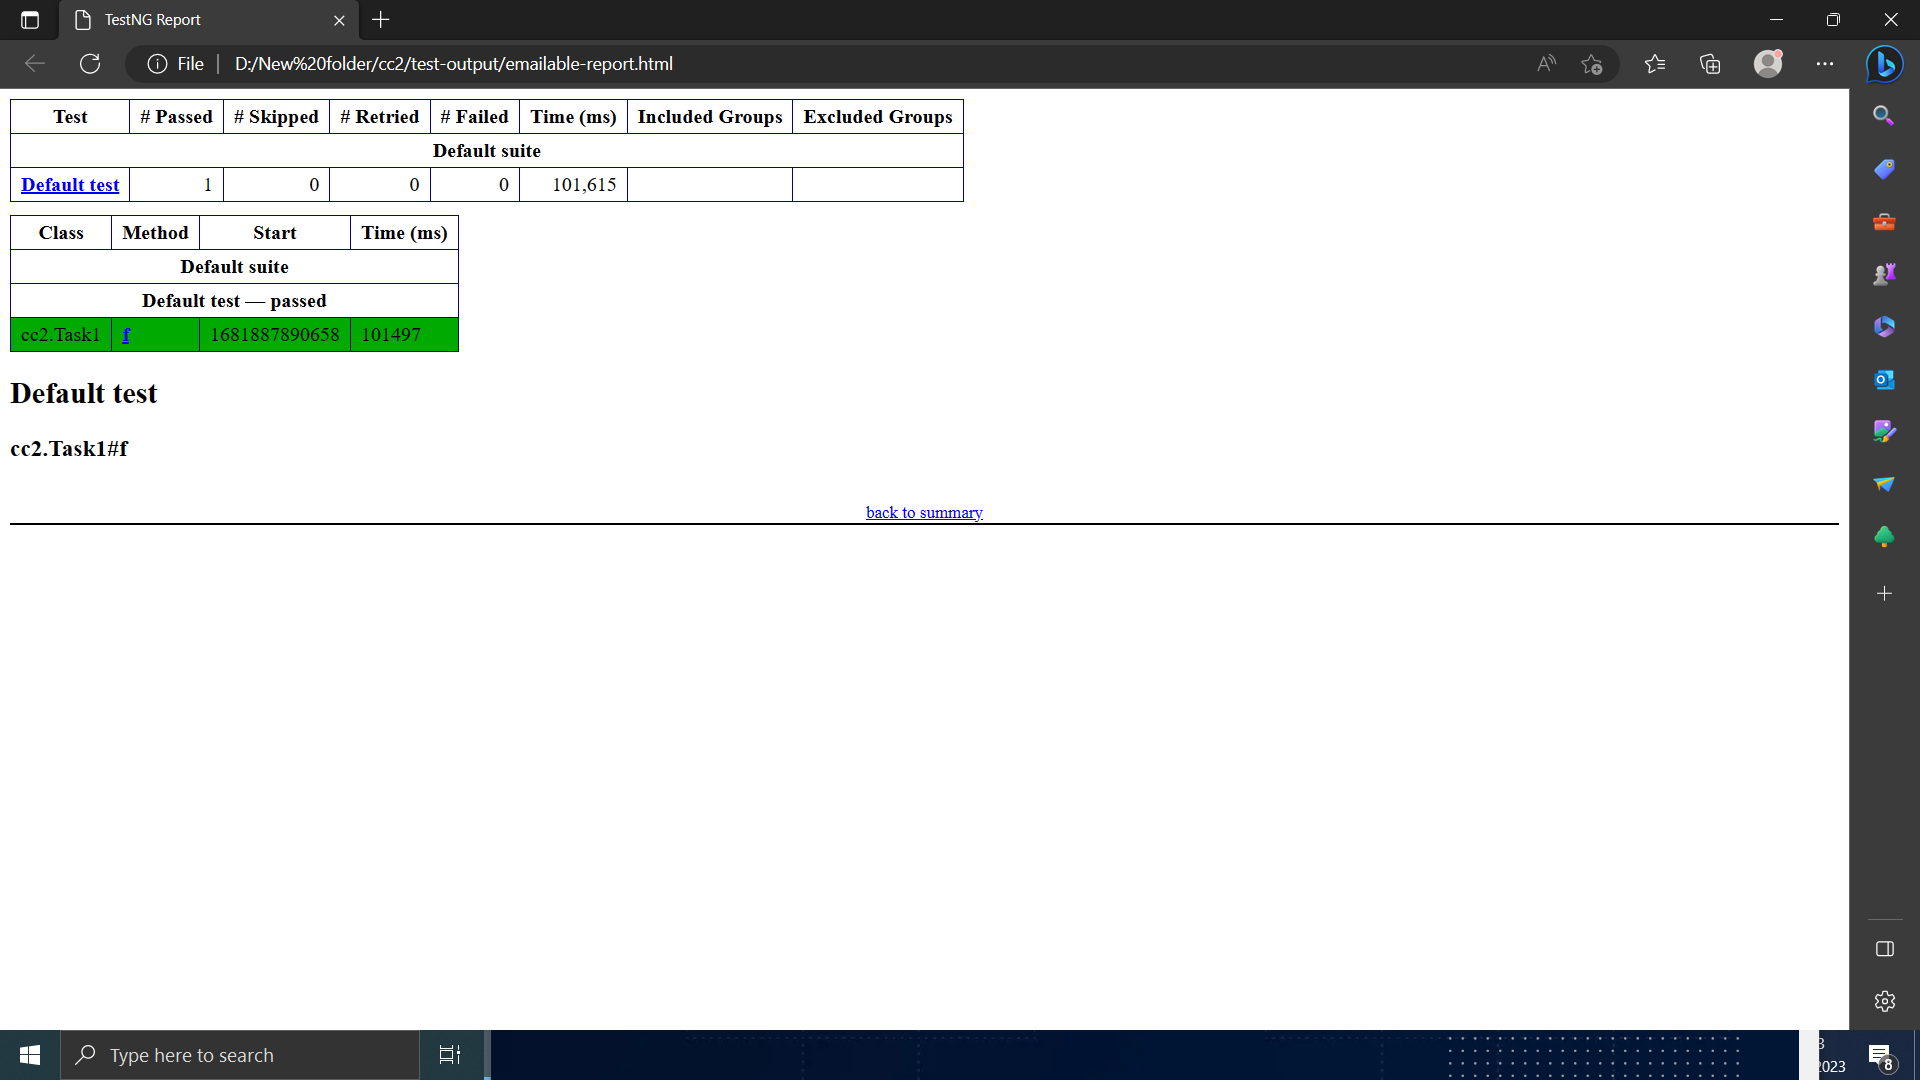 TestNG Report
File
D:/New%20folder/cc2/test-output/emailable-report.html
Test # Passed # Skipped # Retried # Failed Time (ms) Included Groups Excluded Groups
Default suite
Default test 1 0 0 0 101,615
Class Method Start Time (ms)
Default suite
Default test — passed
cc2.Task1 f 1681887890658 101497
Default test
cc2.Task1#f
back to summary
Type here to search
3
2023
8